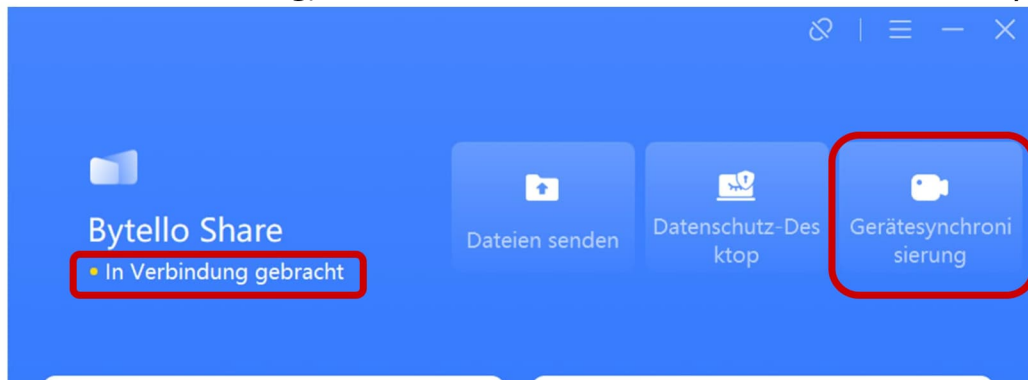 Bytello Share
In Verbindung gebracht
Dateien senden
Datenschutz-Des
ktop
Gerätesynchroni
sierung